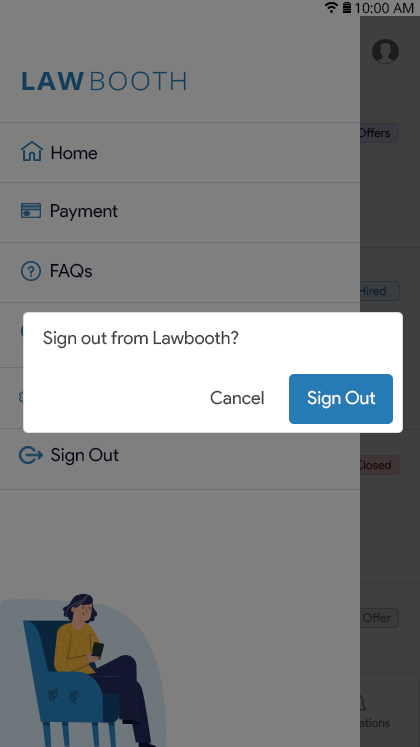 10:00 AM
LAWBOOTH
Offers
Home
Payment
FAQs
Hired
Sign out from Lawbooth?
Cancel
Sign Out
Sign Out
Closed
Offer